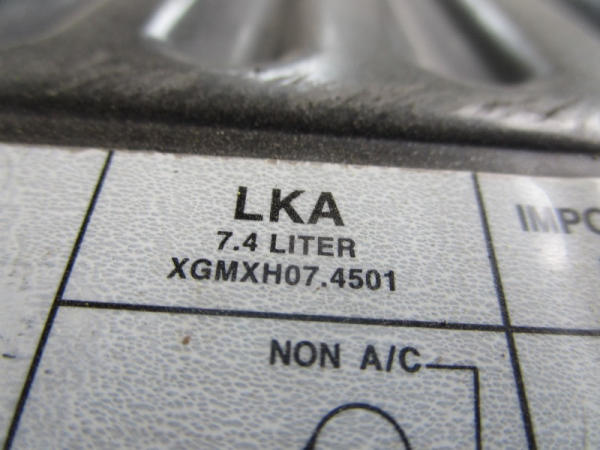 LKA
7.4 LITER
XGMXH07.4501
NON A/C